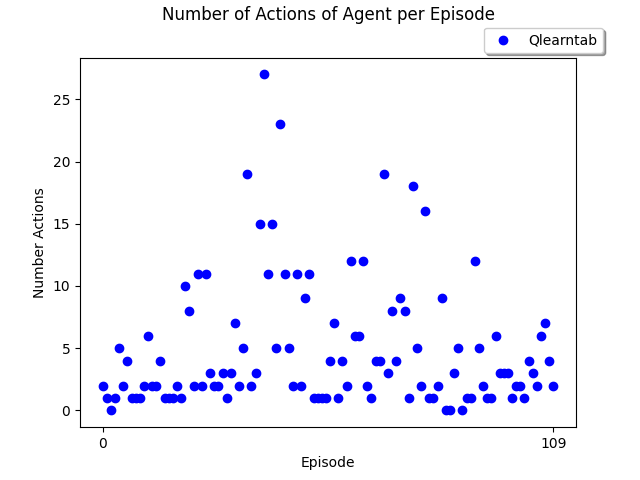 Number of Actions of Agent per Episode
Qlearntab
25
20
15
10
5
0
Number Actions
0 109
Episode